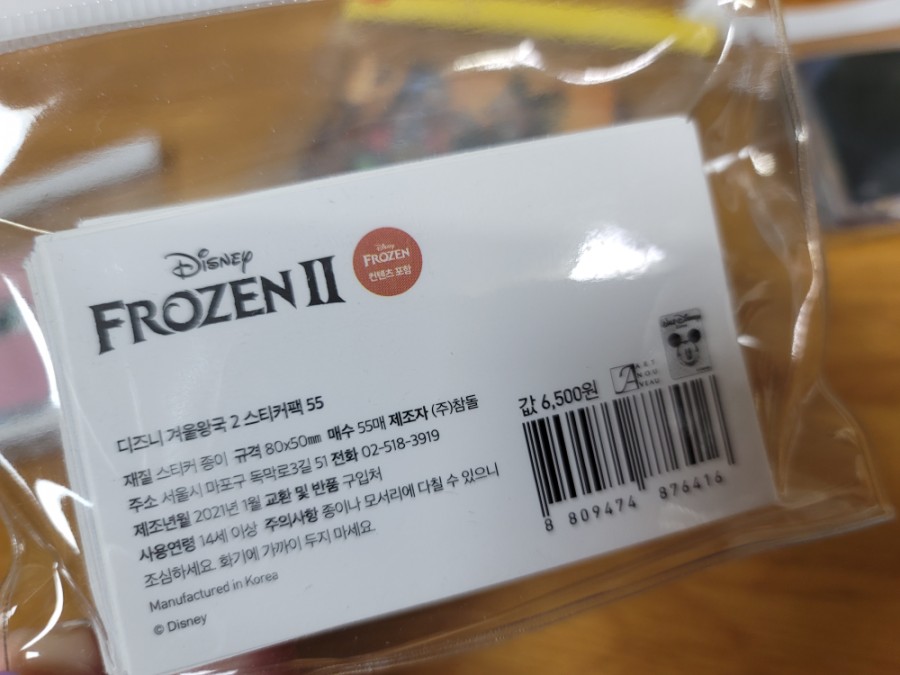 Disney
FROZEN II
Disney
FROZEN
컨텐츠 포함
디즈니 겨울왕국 2 스티커팩 55
재질 스티커 종이 규격 80x50mm 매수 55매 제조자 (주)참돌
주소 서울시 마포구 독막로3길 51 전화 02-518-3919
제조년월 2021년 1월 교환 및 반품 구입처
사용연령 14세 이상 주의사항 종이나 모서리에 다칠 수 있으니
조심하세요. 화기에 가까이 두지 마세요.
Manufactured in Korea
© Disney
값 6,500원
ART
NOU
VEAU
WALT DISNEY
8 809474 876416